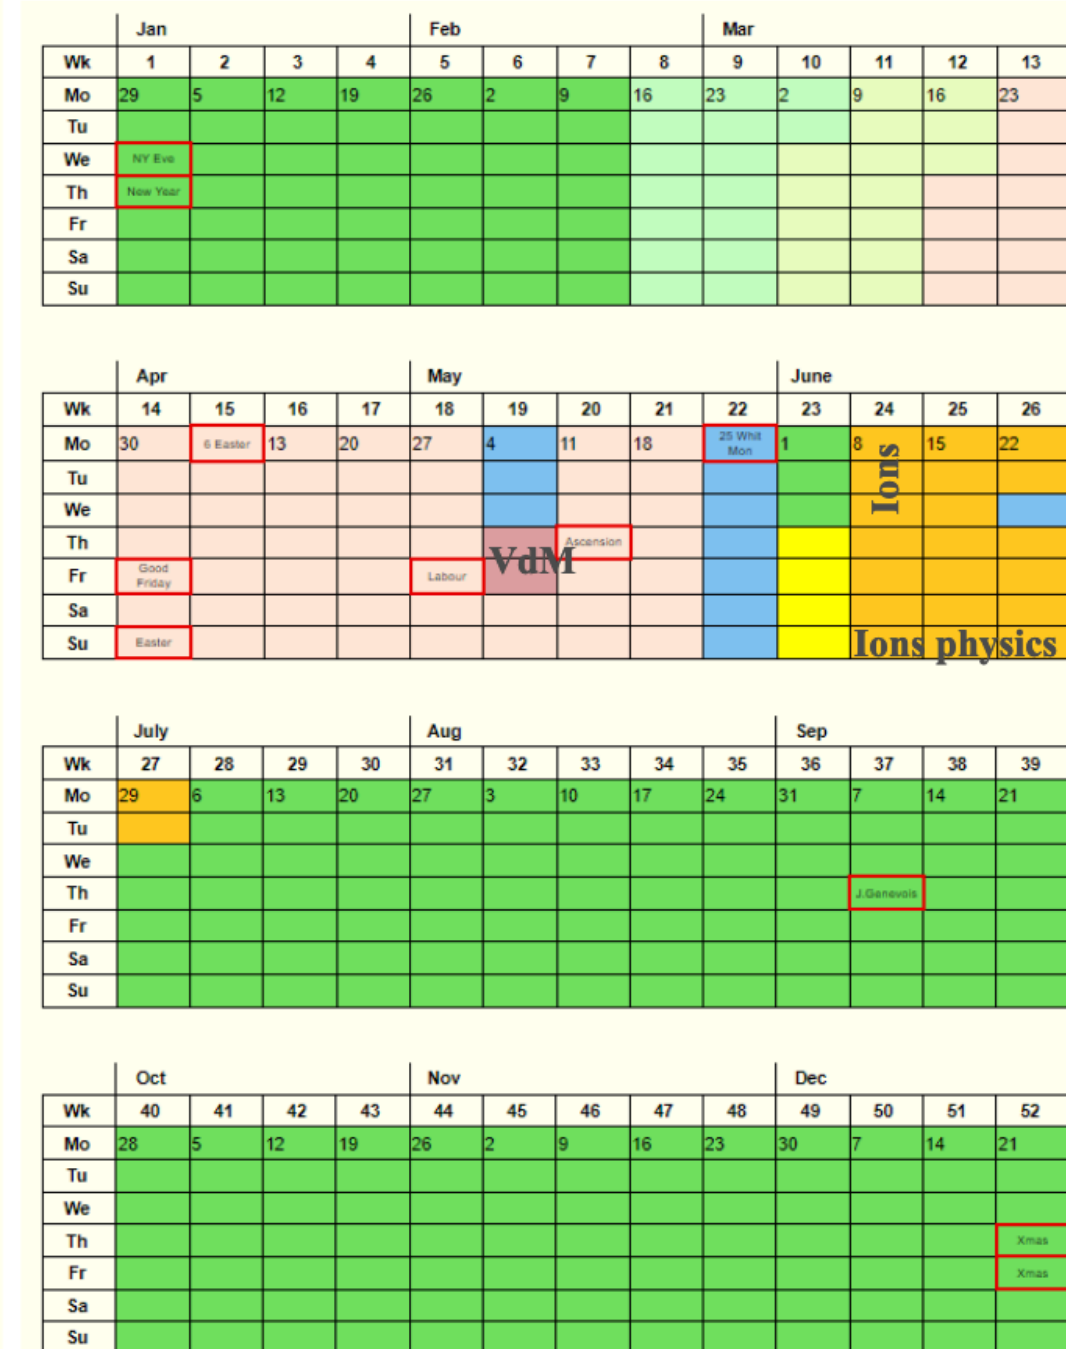 Jan Feb Mar
Wk 1 2 3 4 5 6 7 8 9 10 11 12 13
Mo 29 5 12 19 26 2 9 16 23 2 9 16 23
Tu
We NY Eve
Th New Year
Fr
Sa
Su
Apr May June
Wk 14 15 16 17 18 19 20 21 22 23 24 25 26
Mo 30 6 Easter 13 20 27 4 11 18 25 Whit Mon 1 8 15 22
Tu
Ions
We
Th Ascension
VdM
Fr Good Friday Labour
Sa
Su Easter Ions physics
July Aug Sep
Wk 27 28 29 30 31 32 33 34 35 36 37 38 39
Mo 29 6 13 20 27 3 10 17 24 31 7 14 21
Tu
We
Th J.Genevois
Fr
Sa
Su
Oct Nov Dec
Wk 40 41 42 43 44 45 46 47 48 49 50 51 52
Mo 28 5 12 19 26 2 9 16 23 30 7 14 21
Tu
We
Th Xmas
Fr Xmas
Sa
Su